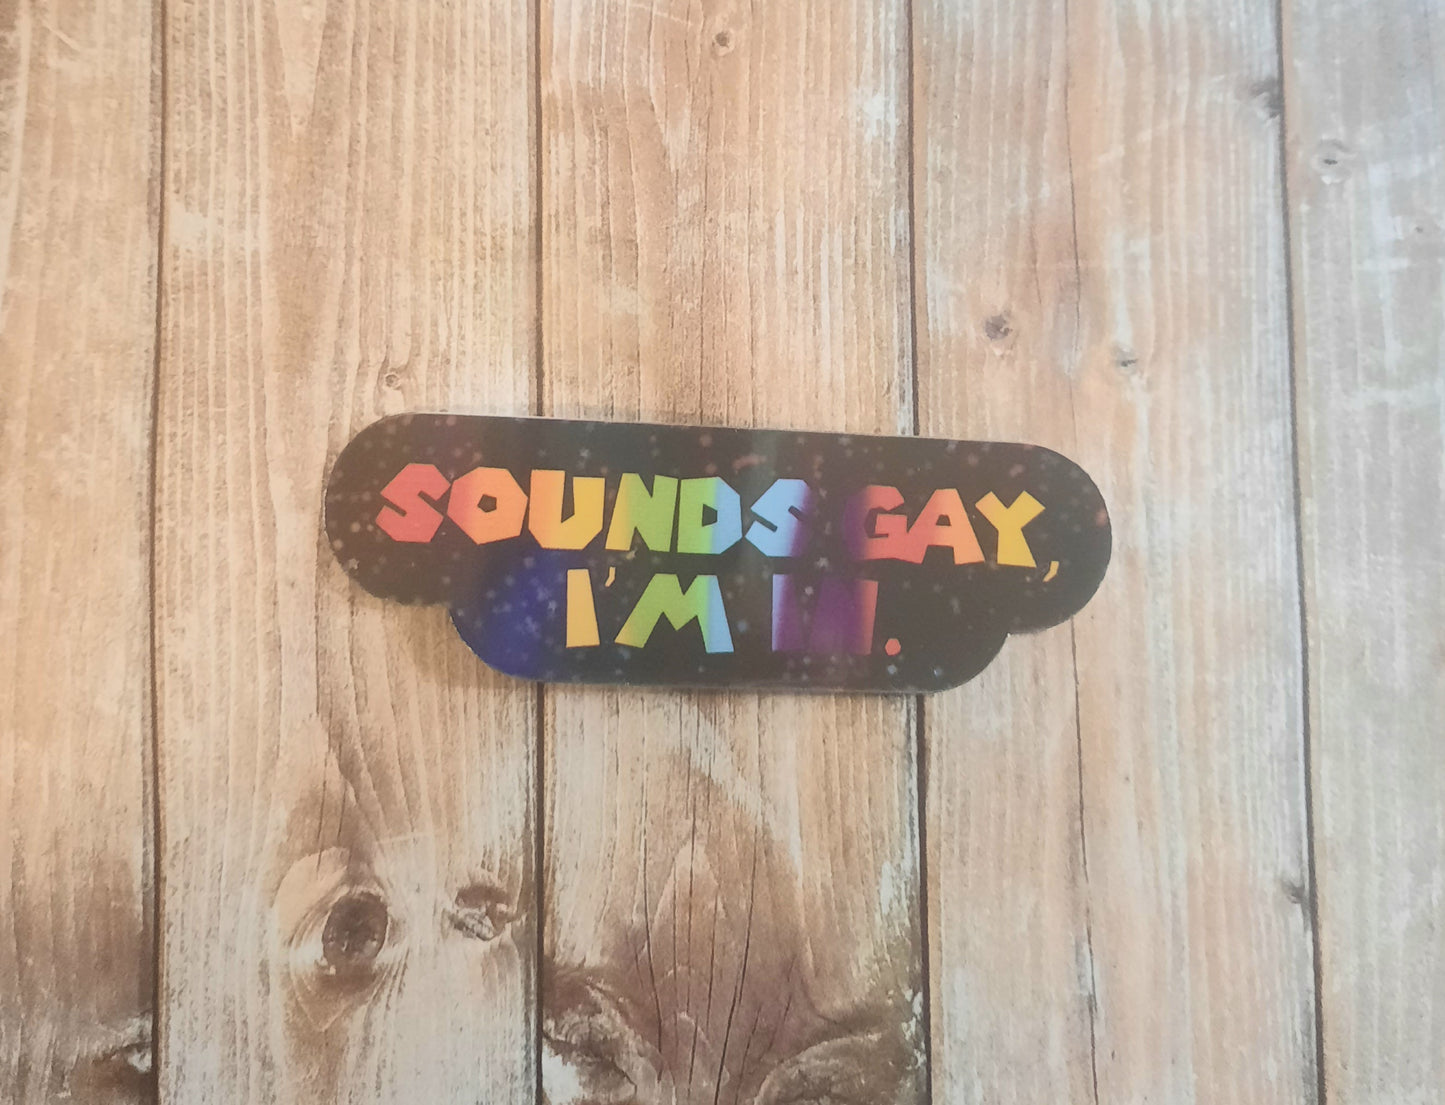 SOUNDS GAY,
I'M IN.